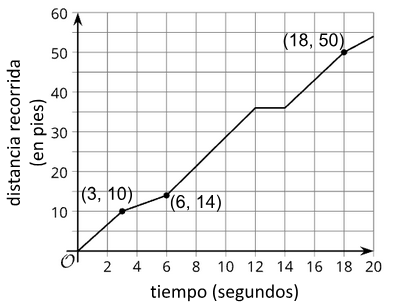 60
50
40
30
20
10
distancia recorrida
(en pies)
(18, 50)
(3, 10)
(6, 14)
O
2 4 6 8 10 12 14 16 18 20
tiempo (segundos)